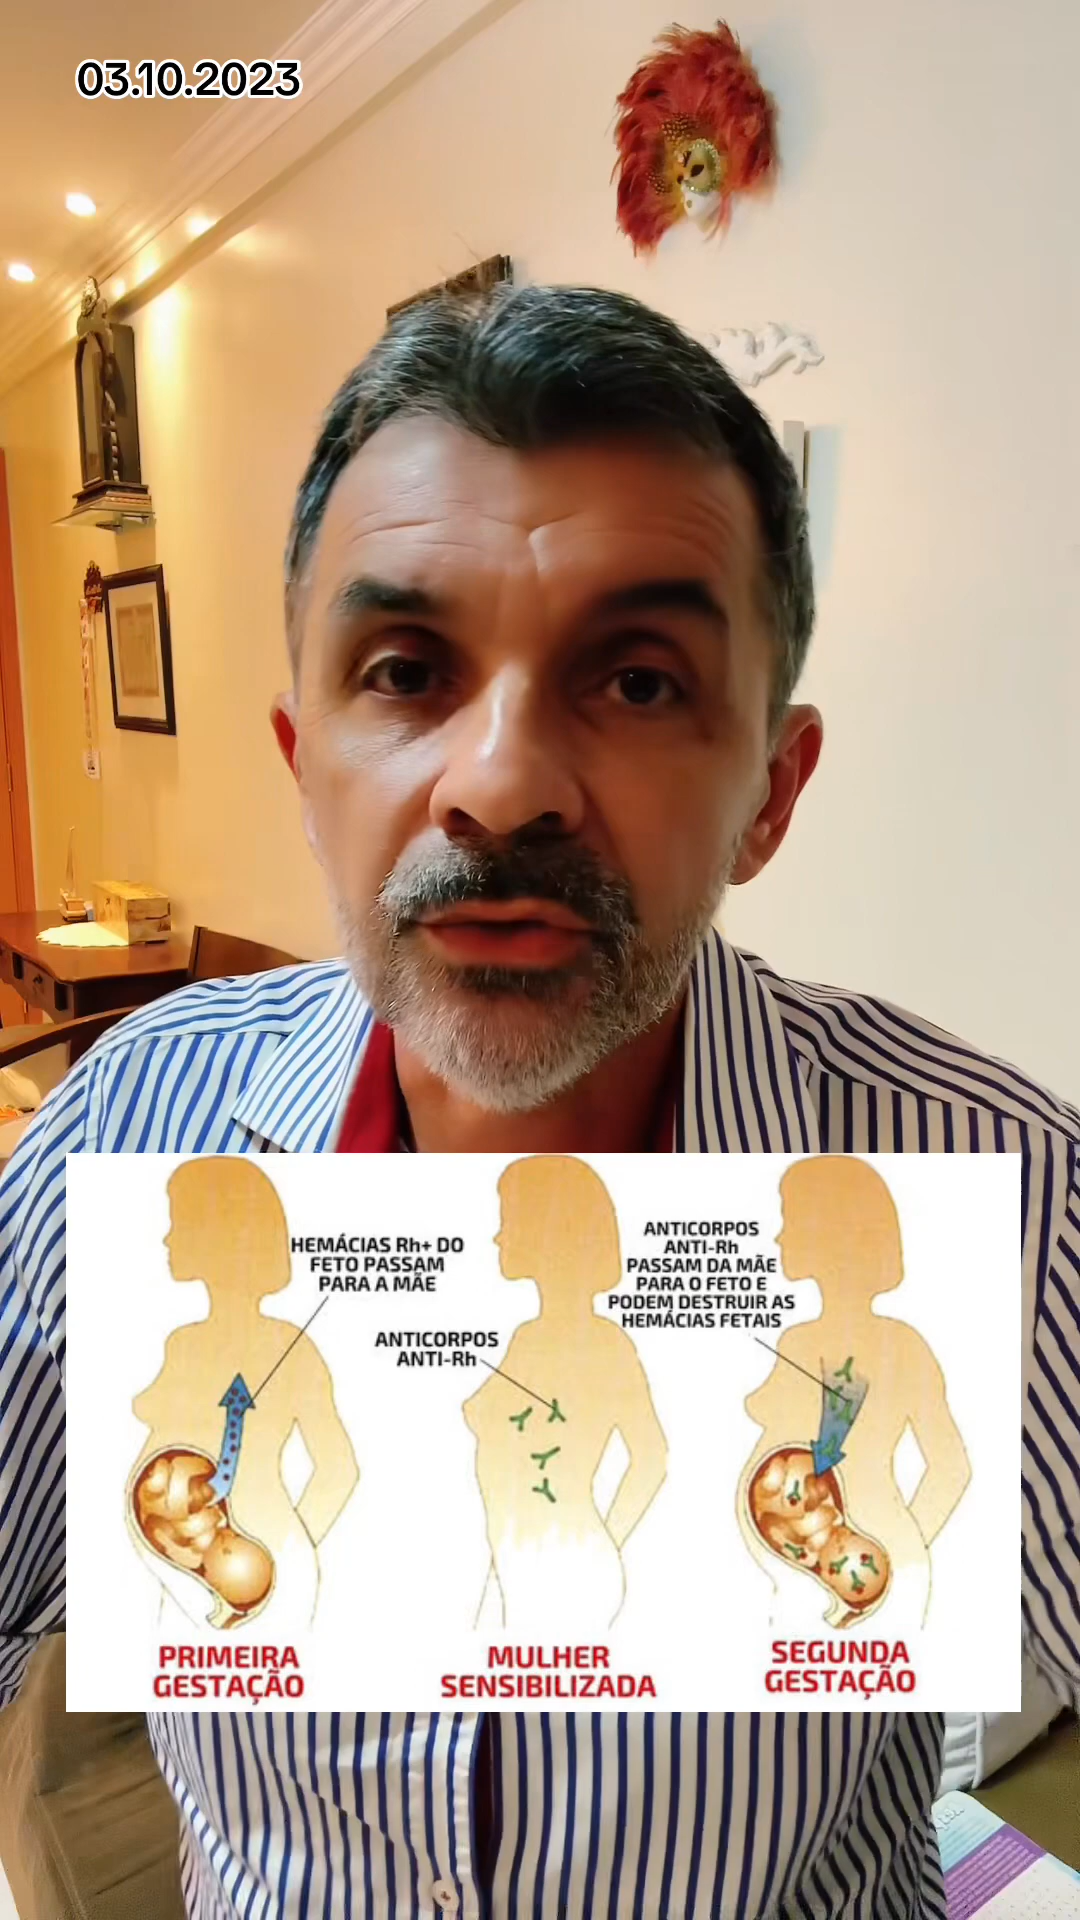 03.10.2023
HEMÁCIAS Rh+ DO
FETO PASSAM
PARA A MÃE
ANTICORPOS
ANTI-Rh
ANTICORPOS
ANTI-Rh
PASSAM DA MÃE
PARA O FETO E
PODEM DESTRUIR AS
HEMÁCIAS FETAIS
PRIMEIRA
GESTAÇÃO
MULHER
SENSIBILIZADA
SEGUNDA
GESTAÇÃO